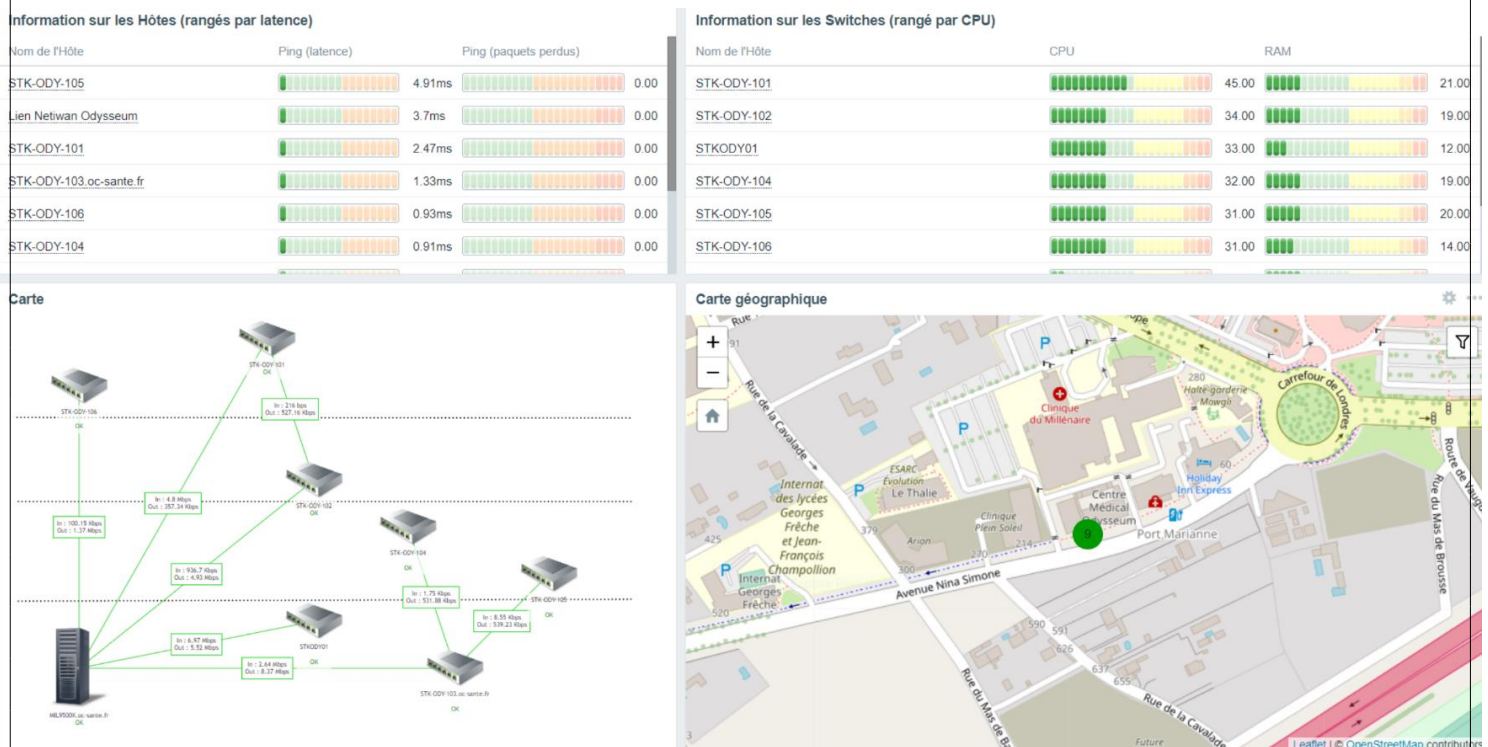 Information sur les Hôtes (rangés par latence)
Nom de l'Hôte Ping (latence) Ping (paquets perdus)
STK-ODY-105 4.91ms 0.00
Lien Netiwan Odysseum 3.7ms 0.00
STK-ODY-101 2.47ms 0.00
STK-ODY-103.oc-sante.fr 1.33ms 0.00
STK-ODY-106 0.93ms 0.00
STK-ODY-104 0.91ms 0.00
Information sur les Switches (rangé par CPU)
Nom de l'Hôte CPU RAM
STK-ODY-101 45.00 21.00
STK-ODY-102 34.00 19.00
STKODY01 33.00 12.00
STK-ODY-104 32.00 19.00
STK-ODY-105 31.00 20.00
STK-ODY-106 31.00 14.00
Carte
STK-ODY-101
OK
STK-ODY-106
OK
In : 216 bps
Out : 527.16 Kbps
STK-ODY-102
OK
In : 4.8 Mbps
Out : 357.34 Kbps
In : 100.15 Kbps
Out : 1.37 Mbps
STK-ODY-104
OK
In : 936.7 Kbps
Out : 4.93 Mbps
In : 1.75 Kbps
Out : 531.88 Kbps
STK-ODY-105
OK
In : 8.55 Kbps
Out : 539.23 Kbps
In : 6.97 Mbps
Out : 5.52 Mbps
STKODY01
OK
In : 2.64 Mbps
Out : 8.37 Mbps
STK-ODY-103.oc-sante.fr
OK
MIL9500X.oc-sante.fr
OK
Carte géographique
+
−
91
Rue de la Cavalade
P
P
P
P
Clinique
du Millénaire
280
Halte-garderie
Mowgli
Carrefour de Londres
8
8
Route de
Rue du Mas de Brousse
60
Holiday
Inn Express
ESARC
Évolution
Le Thalie
Internat
des lycées
Georges
Frêche
et Jean-
François
Champollion
379
425
Arion
Clinique
Plein Soleil
214
270
300
Centre
Médical
Odysseum
9
Port Marianne
Internat
Georges
Frêche
520
Avenue Nina Simone
590
591
626
637
655
Rue du Mas de
Rue de la Cavalade
3
Future
Leaflet | © OpenStreetMap contributors